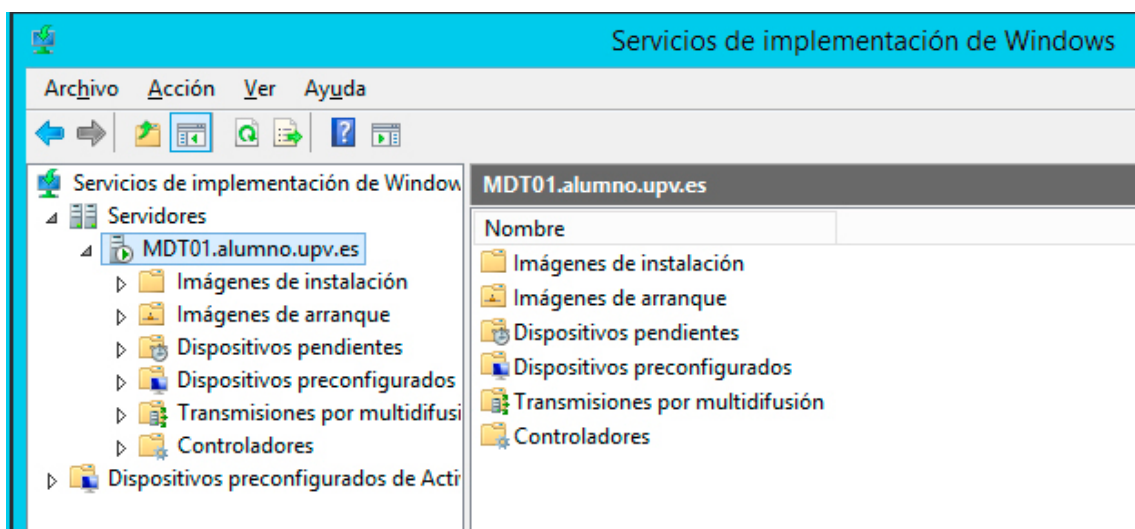 Servicios de implementación de Windows
Archivo Acción Ver Ayuda
Servicios de implementación de Window
Servidores
MDT01.alumno.upv.es
Imágenes de instalación
Imágenes de arranque
Dispositivos pendientes
Dispositivos preconfigurados
Transmisiones por multidifusi
Controladores
Dispositivos preconfigurados de Acti
MDT01.alumno.upv.es
Nombre
Imágenes de instalación
Imágenes de arranque
Dispositivos pendientes
Dispositivos preconfigurados
Transmisiones por multidifusión
Controladores